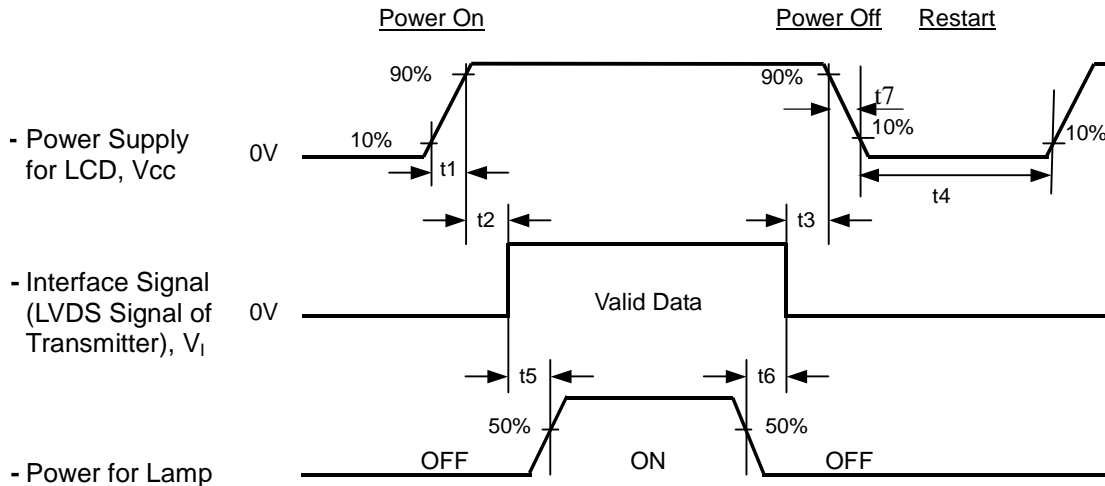 Power On
Power Off
Restart
90%
90%
t7
10%
10%
10%
- Power Supply
for LCD, Vcc
0V
t1
t4
t2
t3
- Interface Signal
(LVDS Signal of
Transmitter), VI
0V
Valid Data
t5
t6
50%
50%
- Power for Lamp
OFF
ON
OFF